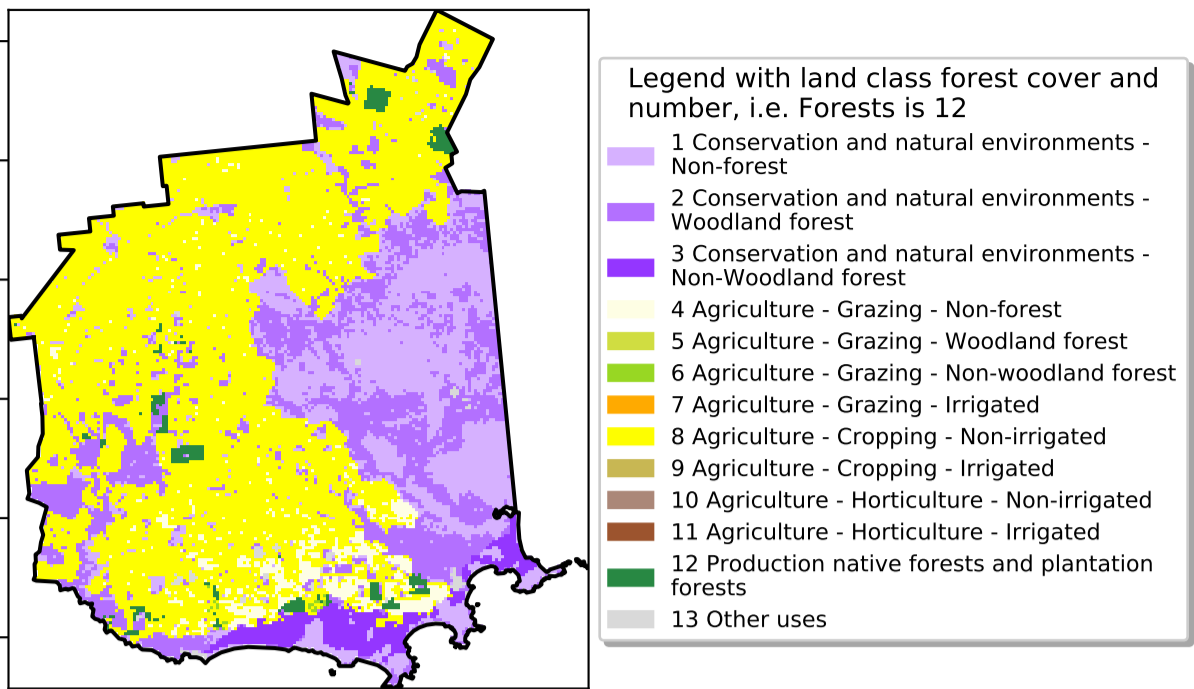 Legend with land class forest cover and
number, i.e. Forests is 12
1 Conservation and natural environments -
Non-forest
2 Conservation and natural environments -
Woodland forest
3 Conservation and natural environments -
Non-Woodland forest
4 Agriculture - Grazing - Non-forest
5 Agriculture - Grazing - Woodland forest
6 Agriculture - Grazing - Non-woodland forest
7 Agriculture - Grazing - Irrigated
8 Agriculture - Cropping - Non-irrigated
9 Agriculture - Cropping - Irrigated
10 Agriculture - Horticulture - Non-irrigated
11 Agriculture - Horticulture - Irrigated
12 Production native forests and plantation
forests
13 Other uses